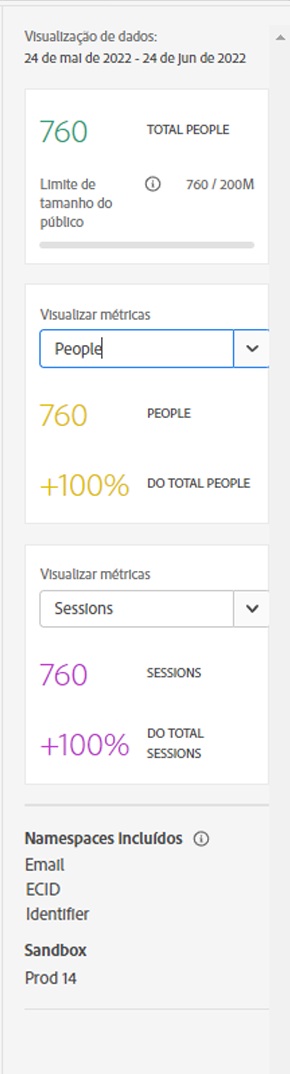 Visualização de dados:
24 de mai de 2022 - 24 de jun de 2022
760 TOTAL PEOPLE
Limite de 760 / 200M
tamanho do
público
Visualizar métricas
People
760 PEOPLE
+100% DO TOTAL PEOPLE
Visualizar métricas
Sessions
760 SESSIONS
+100% DO TOTAL
SESSIONS
Namespaces incluídos
Email
ECID
Identifier
Sandbox
Prod 14